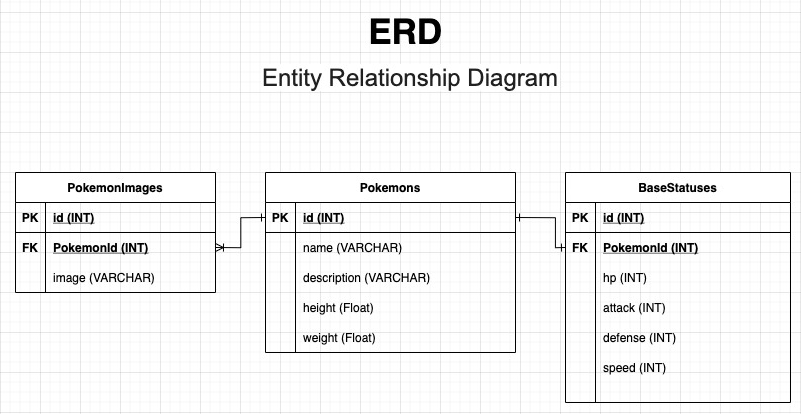 ERD
Entity Relationship Diagram
PokemonImages
PK id (INT)
FK PokemonId (INT)
image (VARCHAR)
Pokemons
PK id (INT)
name (VARCHAR)
description (VARCHAR)
height (Float)
weight (Float)
BaseStatuses
PK id (INT)
FK PokemonId (INT)
hp (INT)
attack (INT)
defense (INT)
speed (INT)